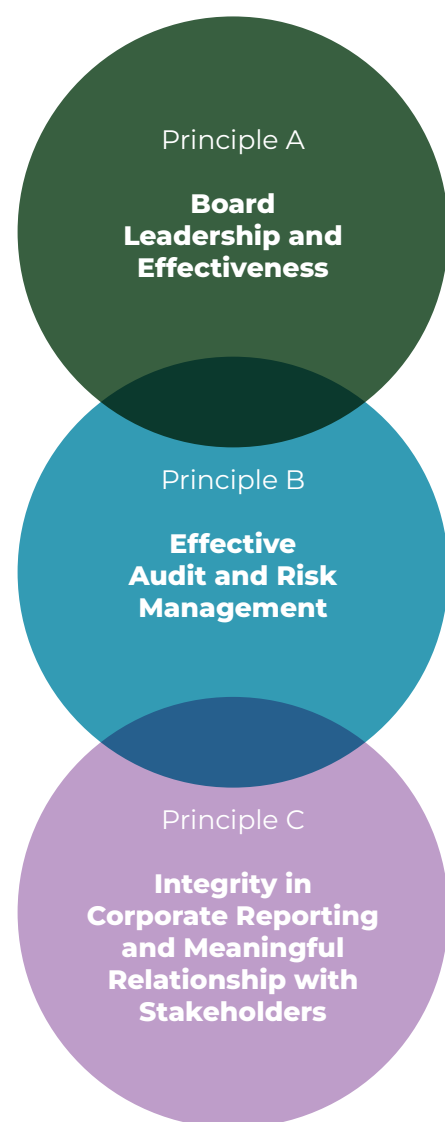 Principle A
Board
Leadership and
Effectiveness
Principle B
Effective
Audit and Risk
Management
Principle C
Integrity in
Corporate Reporting
and Meaningful
Relationship with
Stakeholders